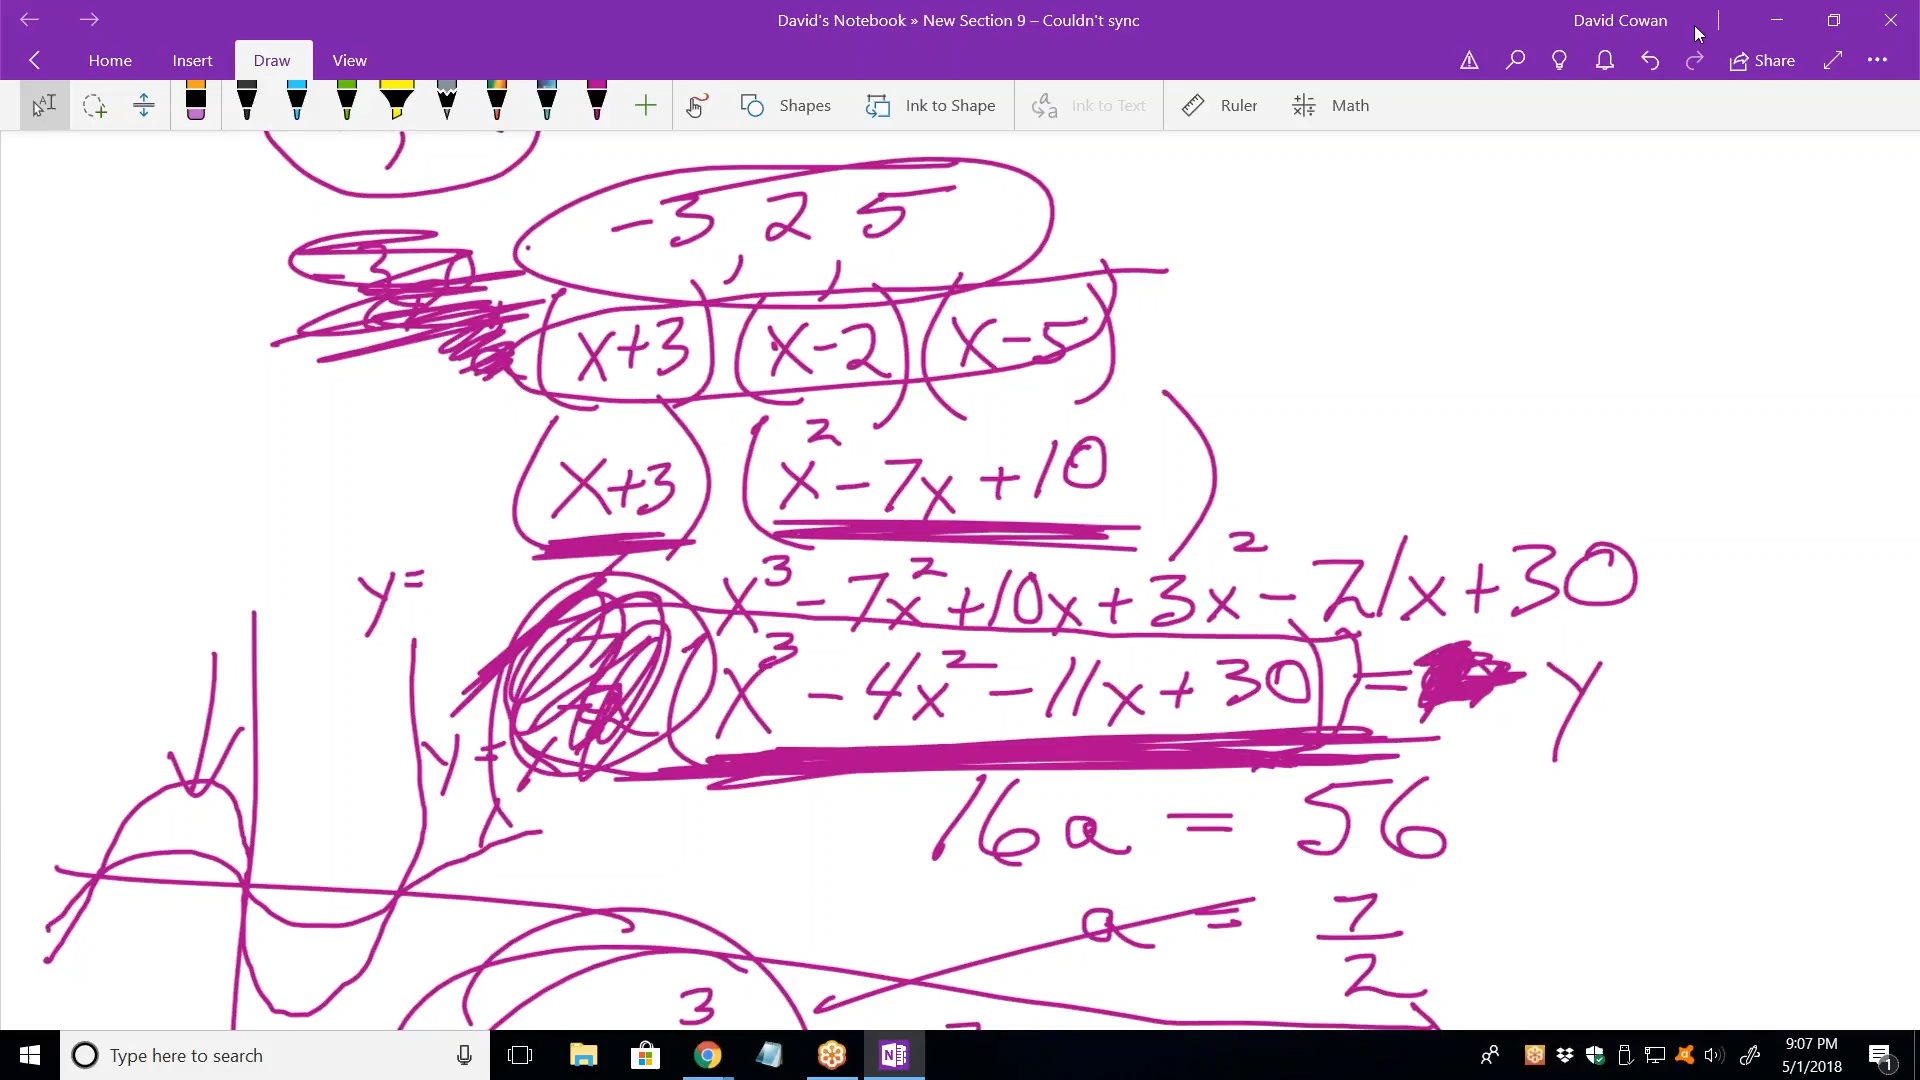 David's Notebook » New Section 9 – Couldn't sync
David Cowan
Home Insert Draw View
Share
Shapes Ink to Shape Ink to Text Ruler Math
-3, 2, 5
-3
(x+3)(x-2)(x-5)
(x+3) (x²-7x+10)
y= x³-7x²+10x+3x²-21x+30
y= (x³-4x²-11x+30) = y
x
16a = 56
a = 7/2
3
Type here to search
9:07 PM
5/1/2018
1